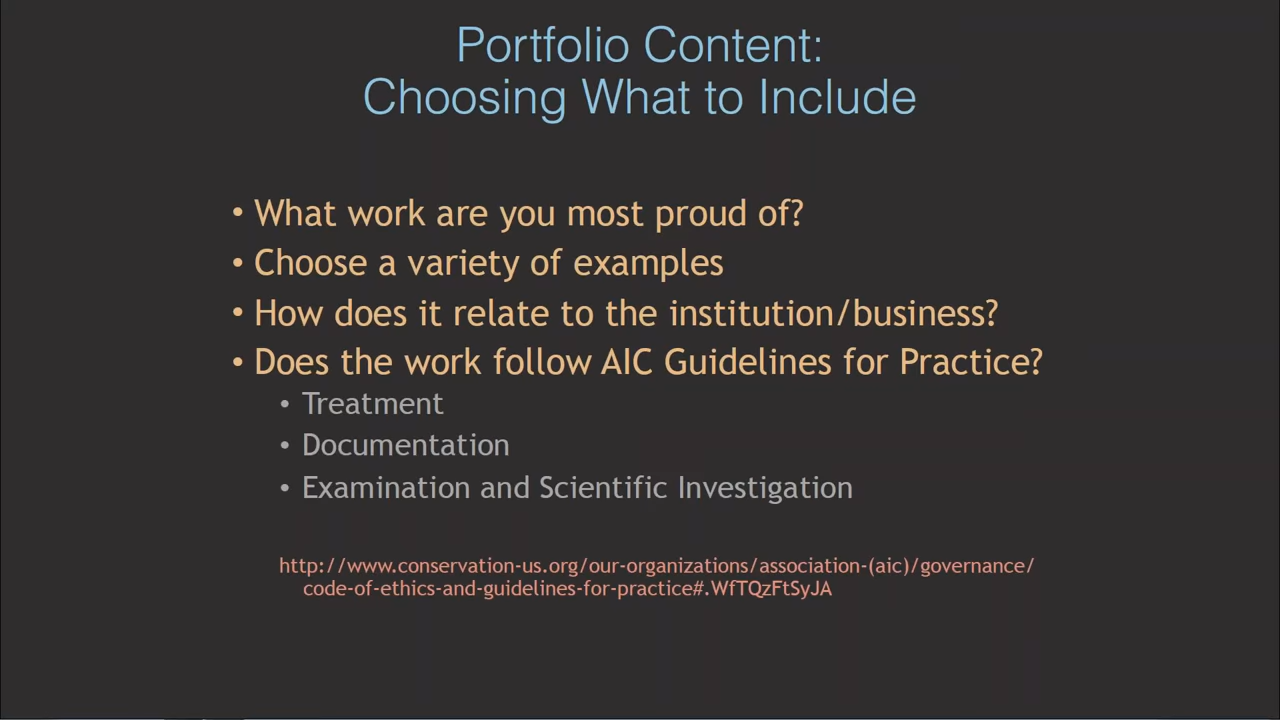 Portfolio Content:
Choosing What to Include
• What work are you most proud of?
• Choose a variety of examples
• How does it relate to the institution/business?
• Does the work follow AIC Guidelines for Practice?
• Treatment
• Documentation
• Examination and Scientific Investigation
http://www.conservation-us.org/our-organizations/association-(aic)/governance/
code-of-ethics-and-guidelines-for-practice#.WfTQzFtSyJA